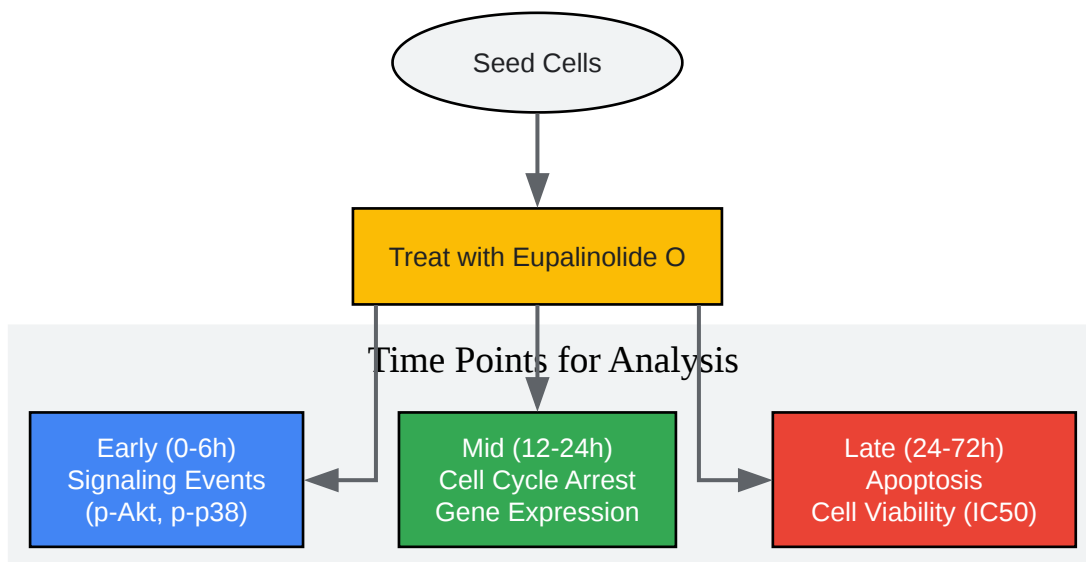 Seed Cells
Treat with Eupalinolide O
Time Points for Analysis
Early (0-6h)
Signaling Events
(p-Akt, p-p38)
Mid (12-24h)
Cell Cycle Arrest
Gene Expression
Late (24-72h)
Apoptosis
Cell Viability (IC50)